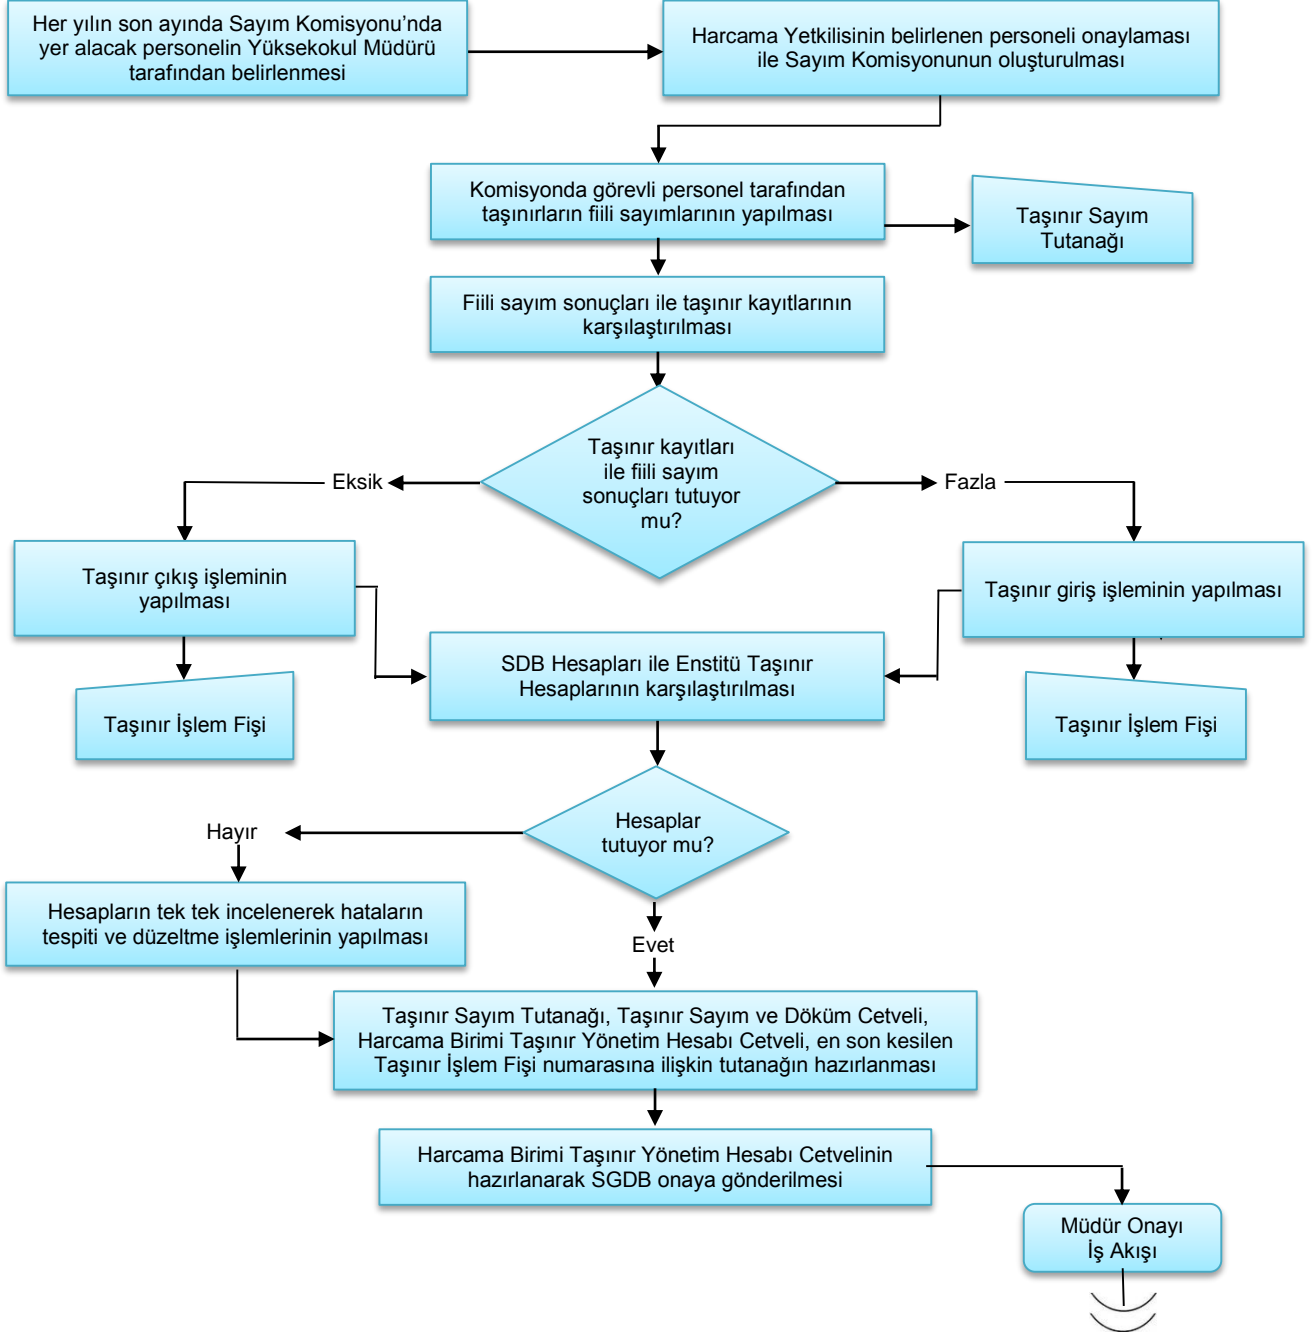 Her yılın son ayında Sayım Komisyonu’nda
yer alacak personelin Yüksekokul Müdürü
tarafından belirlenmesi
Harcama Yetkilisinin belirlenen personeli onaylaması
ile Sayım Komisyonunun oluşturulması
Komisyonda görevli personel tarafından
taşınırların fiili sayımlarının yapılması
Taşınır Sayım
Tutanağı
Fiili sayım sonuçları ile taşınır kayıtlarının
karşılaştırılması
Taşınır kayıtları
ile fiili sayım
sonuçları tutuyor
mu?
Eksik
Fazla
Taşınır çıkış işleminin
yapılması
Taşınır giriş işleminin yapılması
SDB Hesapları ile Enstitü Taşınır
Hesaplarının karşılaştırılması
Taşınır İşlem Fişi
Taşınır İşlem Fişi
Hesaplar
tutuyor mu?
Hayır
Hesapların tek tek incelenerek hataların
tespiti ve düzeltme işlemlerinin yapılması
Evet
Taşınır Sayım Tutanağı, Taşınır Sayım ve Döküm Cetveli,
Harcama Birimi Taşınır Yönetim Hesabı Cetveli, en son kesilen
Taşınır İşlem Fişi numarasına ilişkin tutanağın hazırlanması
Harcama Birimi Taşınır Yönetim Hesabı Cetvelinin
hazırlanarak SGDB onaya gönderilmesi
Müdür Onayı
İş Akışı